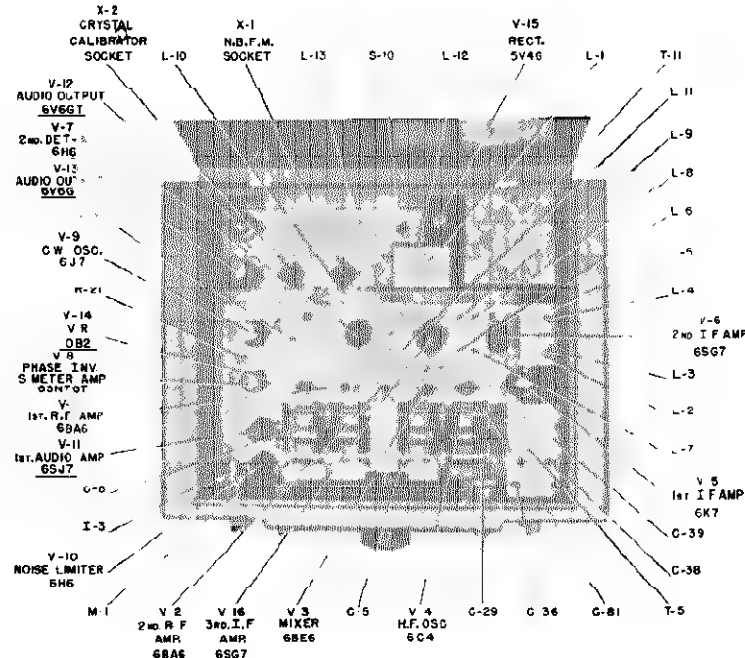 X-2
CRYSTAL
CALIBRATOR
SOCKET
L-10
X-1
N.B.F.M.
SOCKET
L-13
S-10
L-12
V-15
RECT.
5V4G
L-1
T-11
L-11
L-9
L-8
L-6
-5
L-4
V-6
2ND I F AMP
6SG7
L-3
L-2
L-7
V 5
1ST I F AMP
6K7
C-39
C-38
T-5
V-12
AUDIO OUTPUT
6V6GT
V-7
2ND. DET-
6H6
V-13
AUDIO OUT
6V6G
V-9
C W OSC.
6J7
R-21
V-14
V R
OB2
V 8
PHASE INV.
S METER AMP
V-
1ST. R.F AMP
6BA6
V-11
1ST. AUDIO AMP
6SJ7
I-3
V-10
NOISE LIMITER
6H6
M-1
V 2
2ND. R F
AMP.
6BA6
V 16
3RD. I. F
AMP.
6SG7
V 3
MIXER
6BE6
C-5
V 4
H.F. OSC
6C4
C-29
C 36
C-81